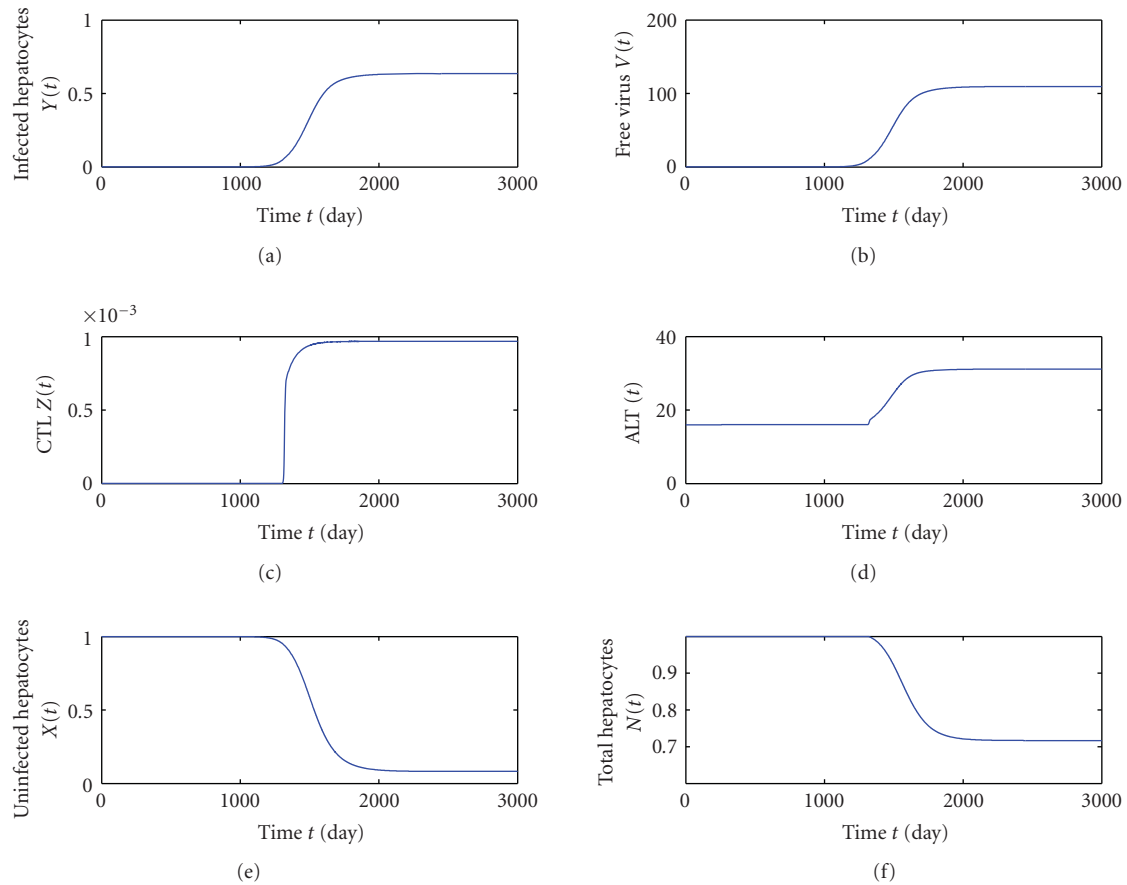 Infected hepatocytes
Y(t)
1
0.5
0
0 1000 2000 3000
Time t (day)
(a)
Free virus V(t)
200
100
0
0 1000 2000 3000
Time t (day)
(b)
×10−3
CTL Z(t)
1
0.5
0
0 1000 2000 3000
Time t (day)
(c)
ALT (t)
40
20
0
0 1000 2000 3000
Time t (day)
(d)
Uninfected hepatocytes
X(t)
1
0.5
0
0 1000 2000 3000
Time t (day)
(e)
Total hepatocytes
N(t)
0.9
0.8
0.7
0 1000 2000 3000
Time t (day)
(f)